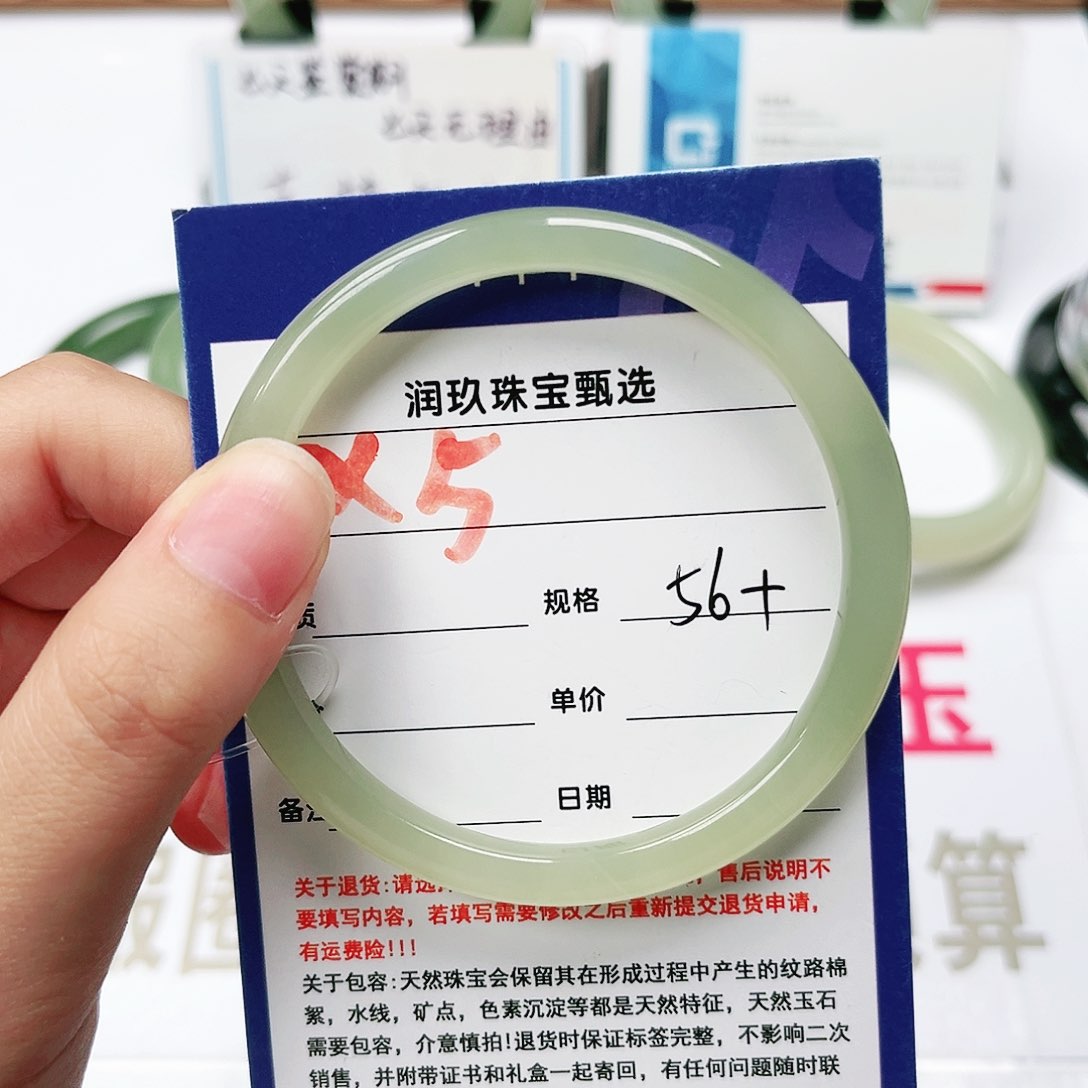 润玖珠宝甄选
X5
规格 56+
单价
日期
关于退货:请
售后说明不
要填写内容，若填写需要修改之后重新提交退货申请，
有运费险!!!
关于包容:天然珠宝会保留其在形成过程中产生的纹路棉
絮，水线，矿点，色素沉淀等都是天然特征，天然玉石
需要包容，介意慎拍!退货时保证标签完整，不影响二次
销售，并附带证书和礼盒一起寄回，有任何问题随时联
玉
算